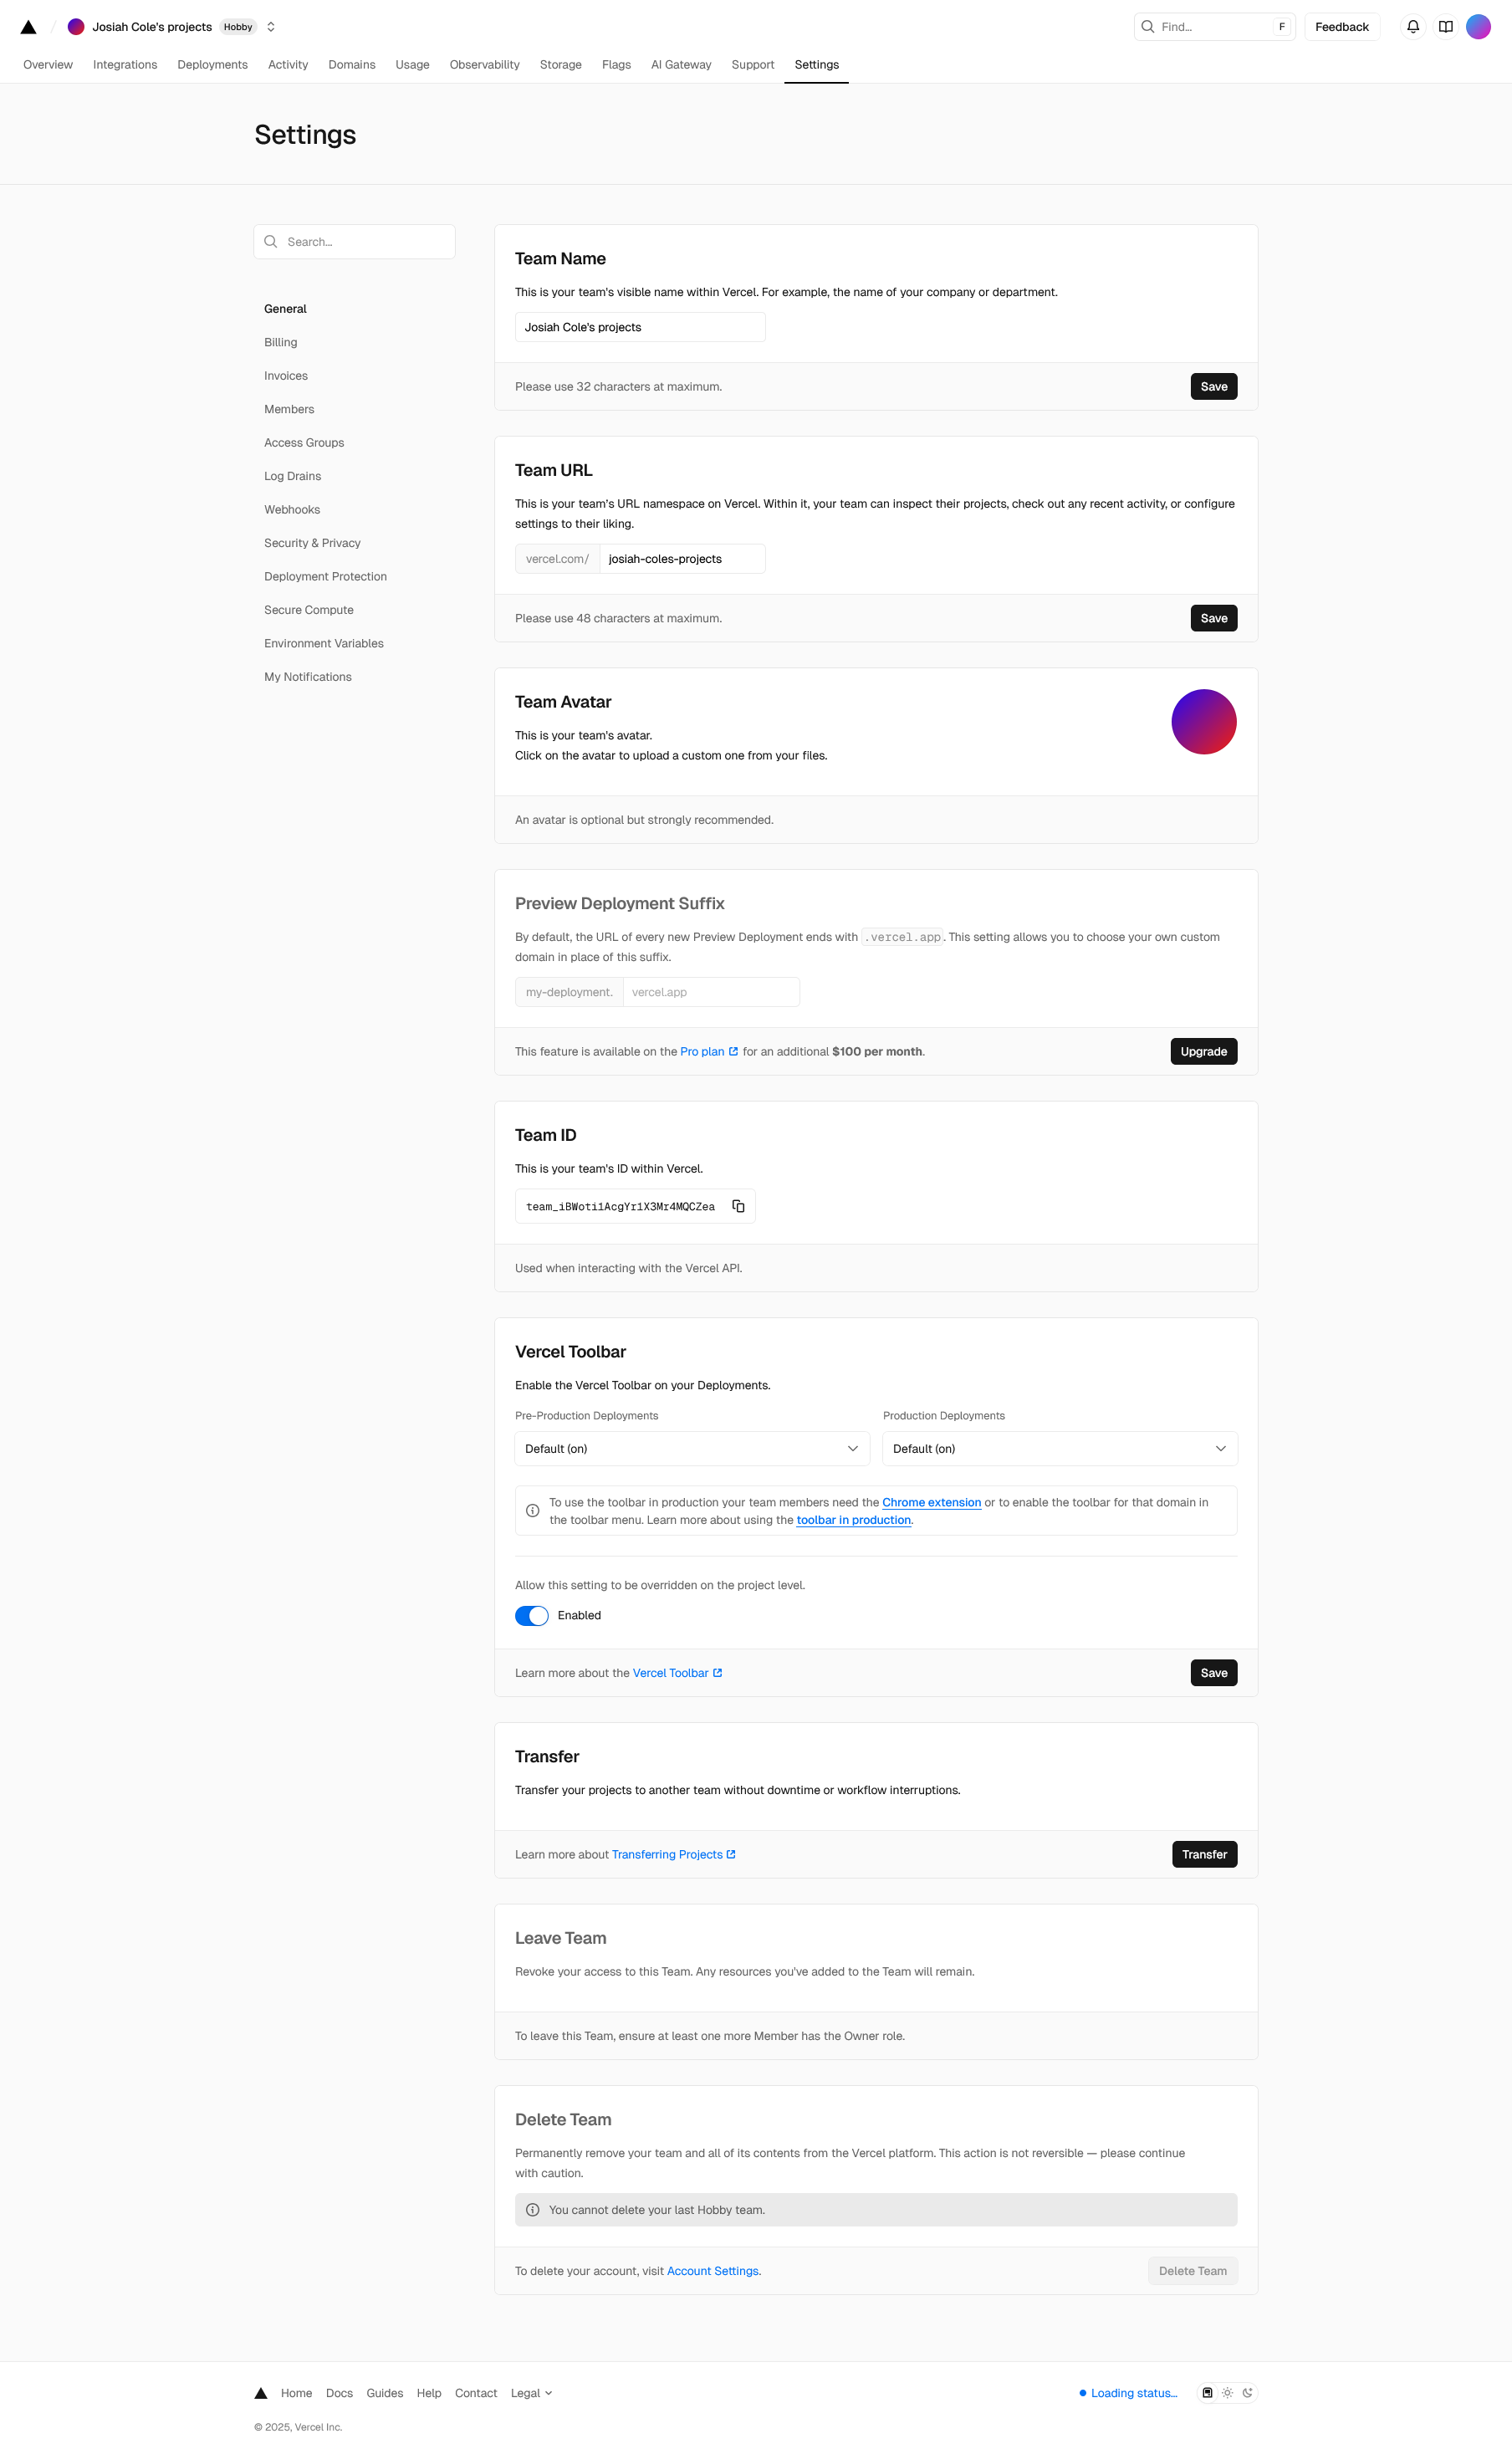 Josiah Cole's projects Hobby
Find... F
Feedback
Overview Integrations Deployments Activity Domains Usage Observability Storage Flags AI Gateway Support Settings
Settings
Search...
General
Billing
Invoices
Members
Access Groups
Log Drains
Webhooks
Security & Privacy
Deployment Protection
Secure Compute
Environment Variables
My Notifications
Team Name
This is your team's visible name within Vercel. For example, the name of your company or department.
Josiah Cole's projects
Please use 32 characters at maximum.
Save
Team URL
This is your team's URL namespace on Vercel. Within it, your team can inspect their projects, check out any recent activity, or configure
settings to their liking.
vercel.com/ josiah-coles-projects
Please use 48 characters at maximum.
Save
Team Avatar
This is your team's avatar.
Click on the avatar to upload a custom one from your files.
An avatar is optional but strongly recommended.
Preview Deployment Suffix
By default, the URL of every new Preview Deployment ends with .vercel.app. This setting allows you to choose your own custom
domain in place of this suffix.
my-deployment. vercel.app
This feature is available on the Pro plan for an additional $100 per month.
Upgrade
Team ID
This is your team's ID within Vercel.
team_iBWoti1AcgYr1X3Mr4MQCZea
Used when interacting with the Vercel API.
Vercel Toolbar
Enable the Vercel Toolbar on your Deployments.
Pre-Production Deployments
Default (on)
Production Deployments
Default (on)
To use the toolbar in production your team members need the Chrome extension or to enable the toolbar for that domain in
the toolbar menu. Learn more about using the toolbar in production.
Allow this setting to be overridden on the project level.
Enabled
Learn more about the Vercel Toolbar
Save
Transfer
Transfer your projects to another team without downtime or workflow interruptions.
Learn more about Transferring Projects
Transfer
Leave Team
Revoke your access to this Team. Any resources you've added to the Team will remain.
To leave this Team, ensure at least one more Member has the Owner role.
Delete Team
Permanently remove your team and all of its contents from the Vercel platform. This action is not reversible — please continue
with caution.
You cannot delete your last Hobby team.
To delete your account, visit Account Settings.
Delete Team
Home Docs Guides Help Contact Legal
Loading status...
© 2025, Vercel Inc.